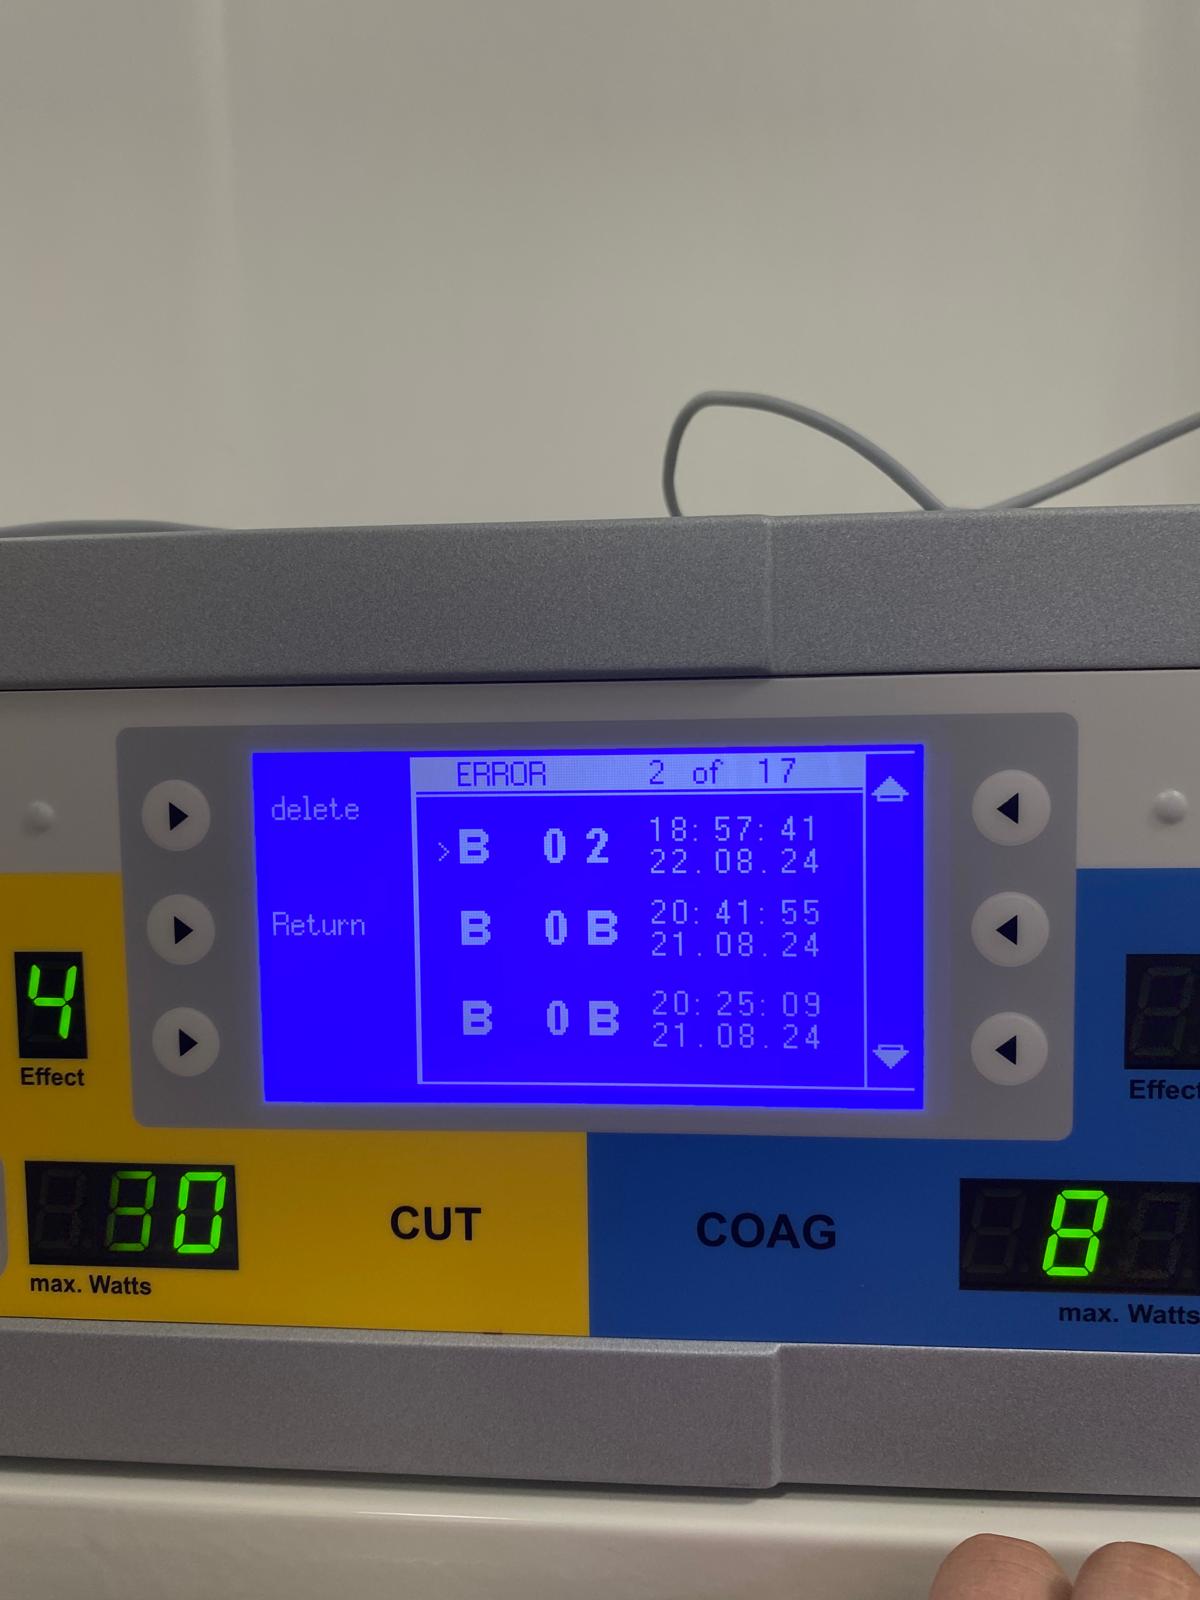 delete
Return
ERROR 2 of 17
>B 02 18:57:41
22.08.24
B 0B 20:41:55
21.08.24
B 0B 20:25:09
21.08.24
4
Effect
Effect
30
max. Watts
CUT
COAG
8
max. Watts